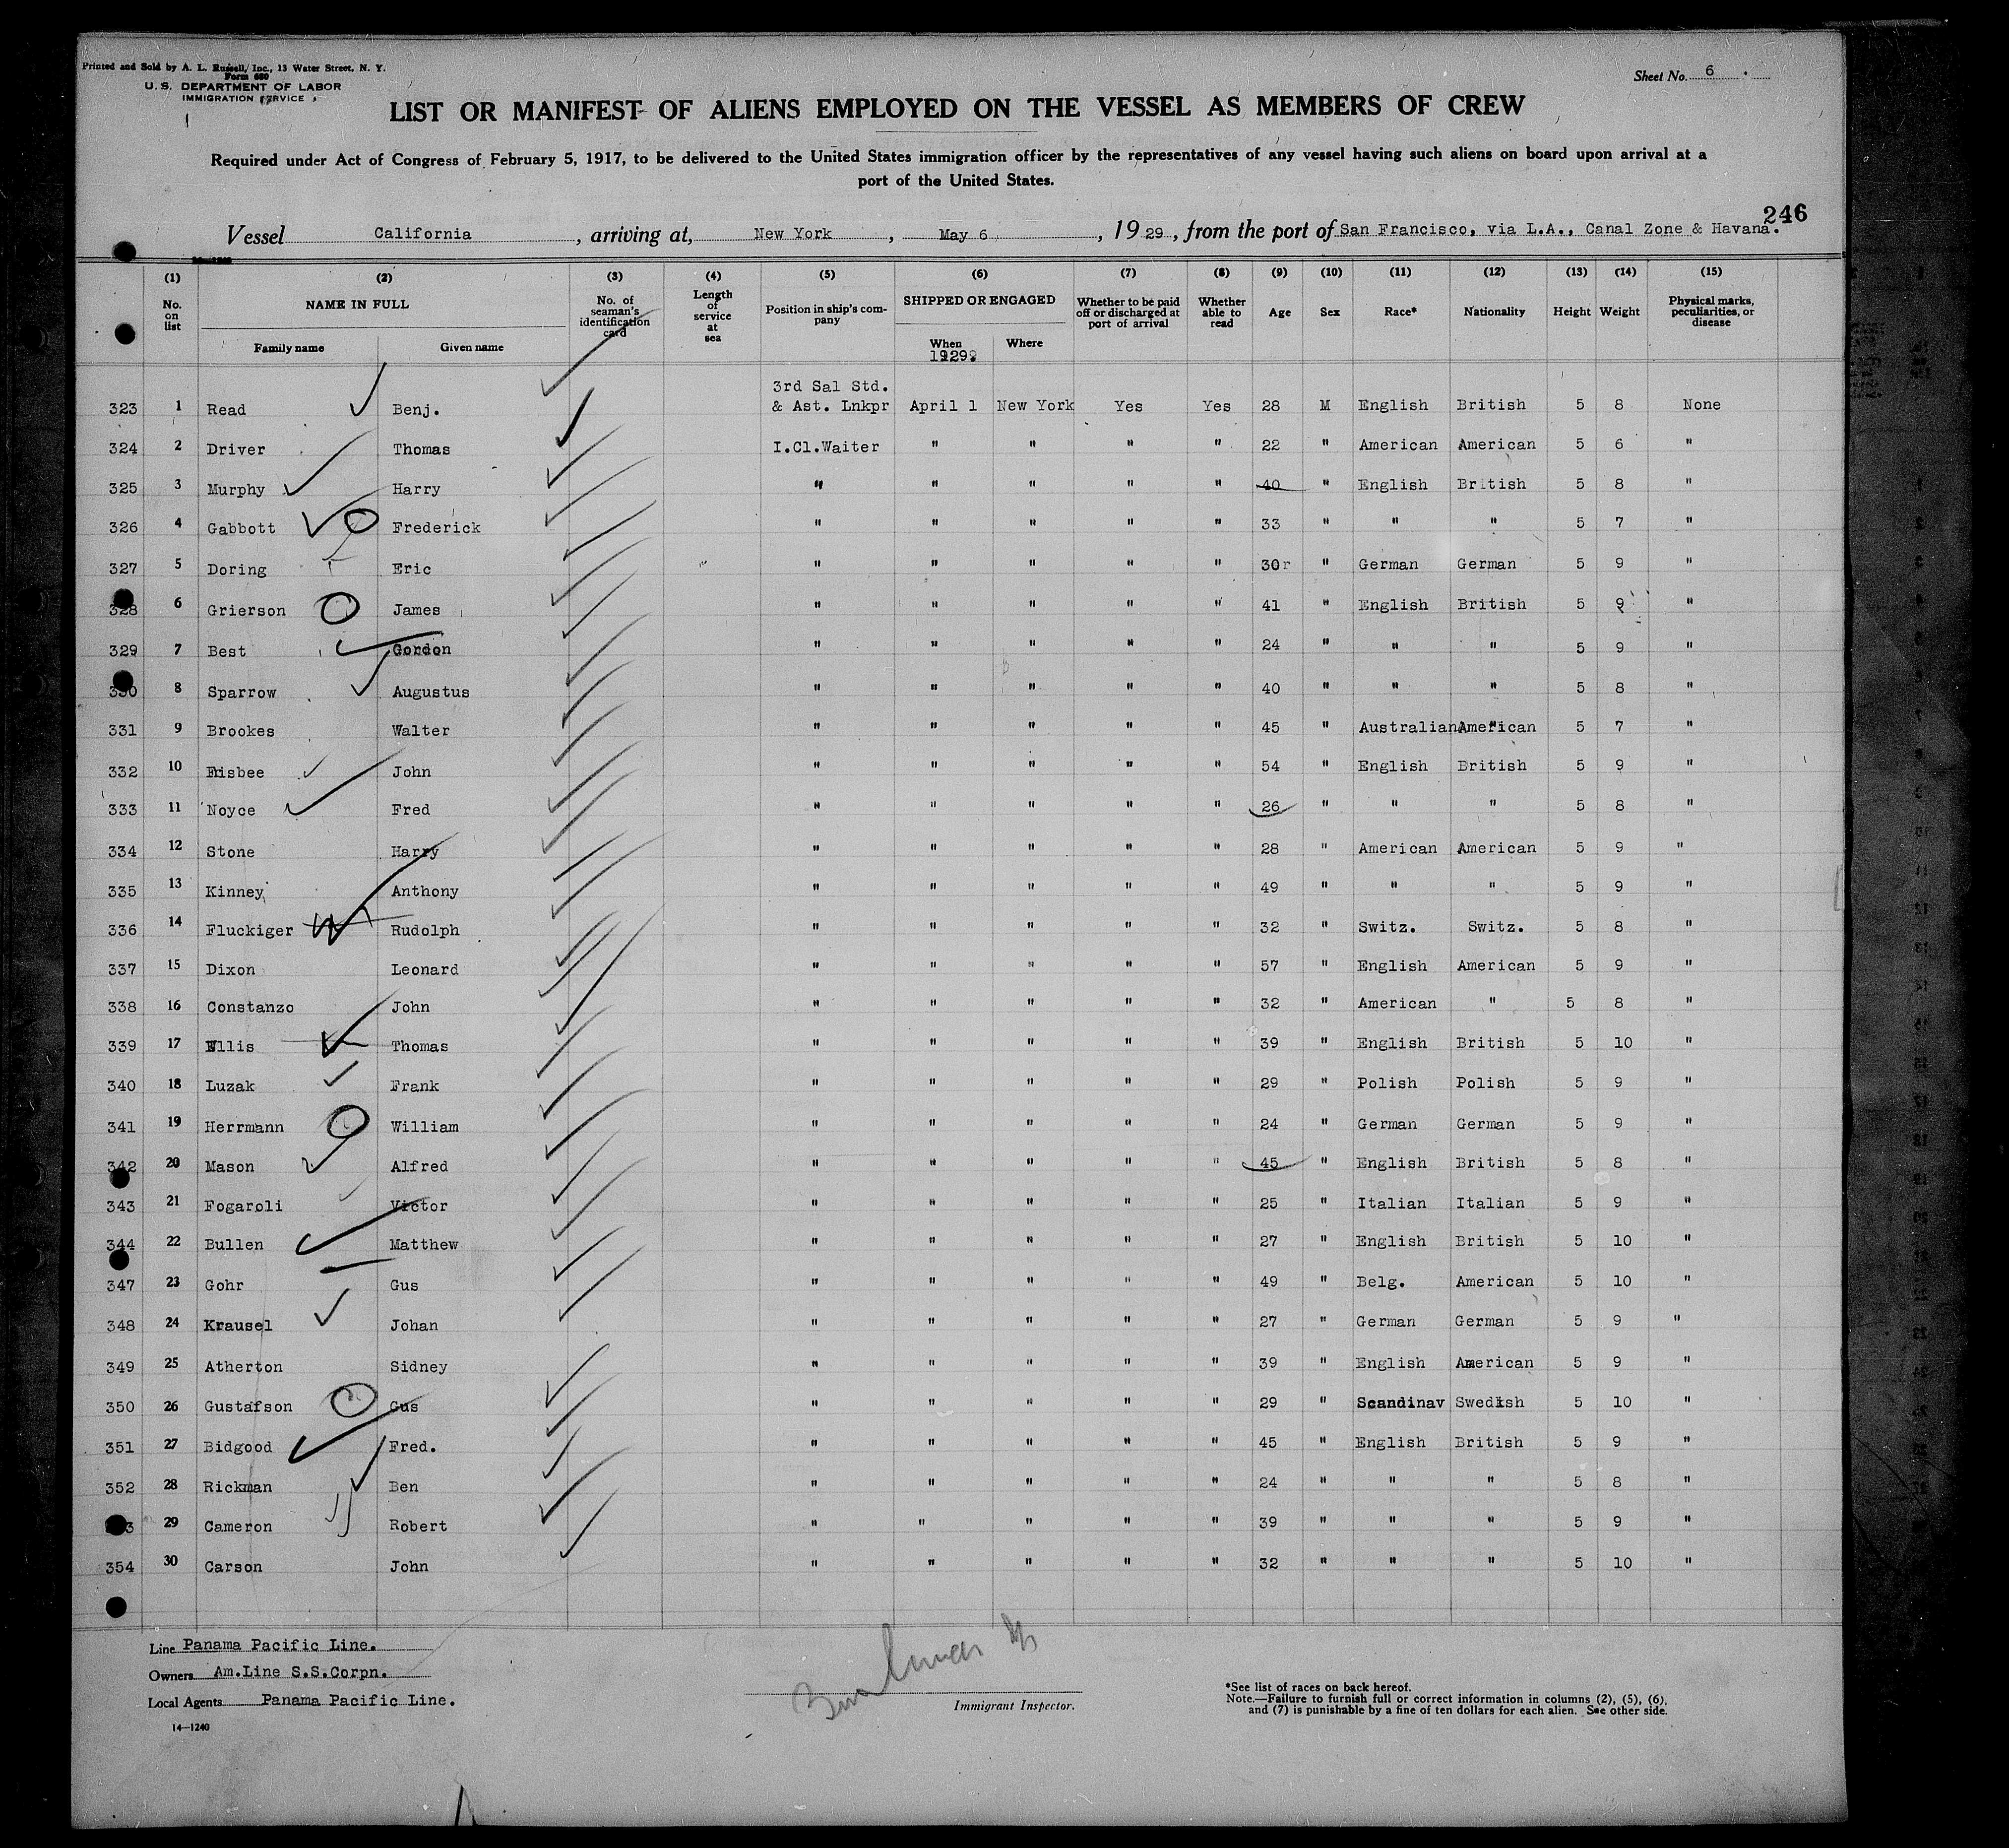 Printed and Sold by A. L. Russell, Inc., 13 Water Street, N. Y.
Form 680
U. S. DEPARTMENT OF LABOR
IMMIGRATION SERVICE
Sheet No. 6
LIST OR MANIFEST OF ALIENS EMPLOYED ON THE VESSEL AS MEMBERS OF CREW
Required under Act of Congress of February 5, 1917, to be delivered to the United States immigration officer by the representatives of any vessel having such aliens on board upon arrival at a
port of the United States.
246
Vessel California, arriving at, New York, May 6, 1929, from the port of San Francisco, via L.A., Canal Zone & Havana.
(1) (2) (3) (4) (5) (6) (7) (8) (9) (10) (11) (12) (13) (14) (15)
No. on list NAME IN FULL No. of seaman's identification card Length of service at sea Position in ship's company SHIPPED OR ENGAGED Whether to be paid off or discharged at port of arrival Whether able to read Age Sex Race* Nationality Height Weight Physical marks, peculiarities, or disease
Family name Given name When Where
1929
3rd Sal Std.
323 1 Read Benj. & Ast. Lnkpr April 1 New York Yes Yes 28 M English British 5 8 None
324 2 Driver Thomas I.Cl.Waiter " " " " 22 " American American 5 6 "
325 3 Murphy Harry " " " " " 40 " English British 5 8 "
326 4 Gabbott Frederick " " " " " 33 " " " 5 7 "
327 5 Doring Eric " " " " " 30r " German German 5 9 "
328 6 Grierson James " " " " " 41 " English British 5 9 "
329 7 Best Gordon " " " " " 24 " " " 5 9 "
330 8 Sparrow Augustus " " " " " 40 " " " 5 8 "
331 9 Brookes Walter " " " " " 45 " Australian American 5 7 "
332 10 Frisbee John " " " " " 54 " English British 5 9 "
333 11 Noyce Fred " " " " " 26 " " " 5 8 "
334 12 Stone Harry " " " " " 28 " American American 5 9 "
335 13 Kinney Anthony " " " " " 49 " " " 5 9 "
336 14 Fluckiger Rudolph " " " " " 32 " Switz. Switz. 5 8 "
337 15 Dixon Leonard " " " " " 57 " English American 5 9 "
338 16 Constanzo John " " " " " 32 " American " 5 8 "
339 17 Ellis Thomas " " " " " 39 " English British 5 10 "
340 18 Luzak Frank " " " " " 29 " Polish Polish 5 9 "
341 19 Herrmann William " " " " " 24 " German German 5 9 "
342 20 Mason Alfred " " " " " 45 " English British 5 8 "
343 21 Fogaroli Victor " " " " " 25 " Italian Italian 5 9 "
344 22 Bullen Matthew " " " " " 27 " English British 5 10 "
347 23 Gohr Gus " " " " " 49 " Belg. American 5 10 "
348 24 Krausel Johan " " " " " 27 " German German 5 9 "
349 25 Atherton Sidney " " " " " 39 " English American 5 9 "
350 26 Gustafson Gus " " " " " 29 " Scandinav Swedish 5 10 "
351 27 Bidgood Fred. " " " " " 45 " English British 5 9 "
352 28 Rickman Ben " " " " " 24 " " " 5 8 "
3 29 Cameron Robert " " " " " 39 " " " 5 9 "
354 30 Carson John " " " " " 32 " " " 5 10 "
Line Panama Pacific Line.
Owners Am.Line S.S.Corpn.
Local Agents Panama Pacific Line.
14—1240
Immigrant Inspector.
*See list of races on back hereof.
Note.—Failure to furnish full or correct information in columns (2), (5), (6), and (7) is punishable by a fine of ten dollars for each alien. See other side.